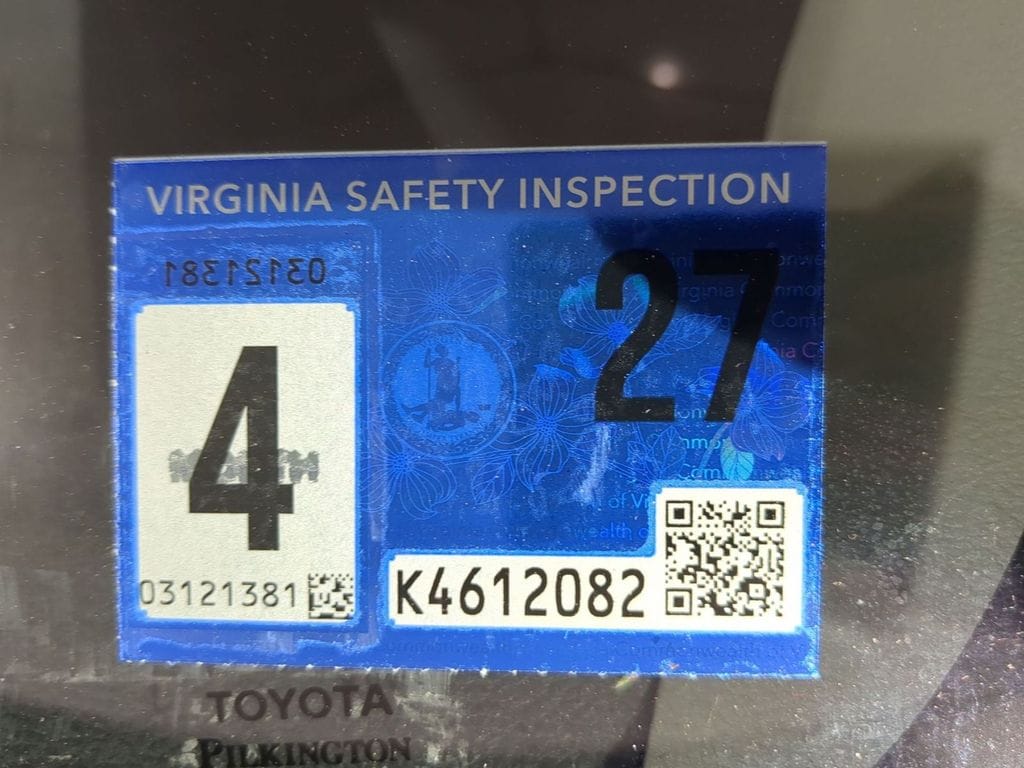 VIRGINIA SAFETY INSPECTION
03121381
27
4
03121381
K4612082
TOYOTA
PILKINGTON